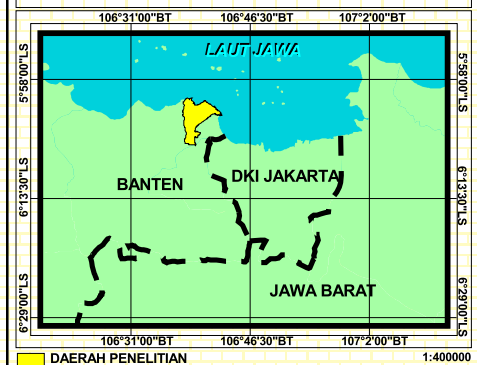 106°31'00"BT 106°46'30"BT 107°2'00"BT
LAUT JAWA
5°58'00"LS 5°58'00"LS
BANTEN DKI JAKARTA
6°13'30"LS 6°13'30"LS
JAWA BARAT
6°29'00"LS 6°29'00"LS
106°31'00"BT 106°46'30"BT 107°2'00"BT
DAERAH PENELITIAN 1:400000